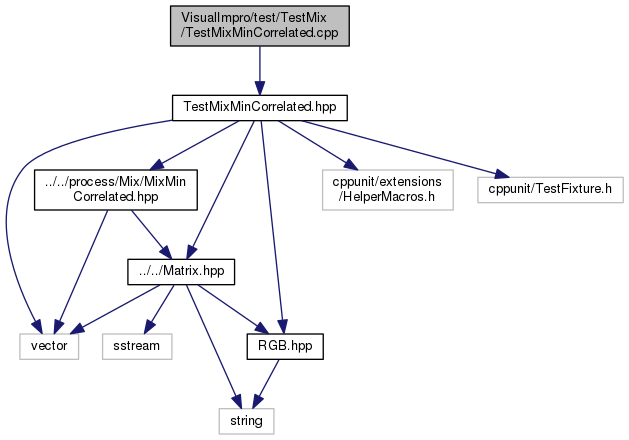 VisualImpro/test/TestMix
/TestMixMinCorrelated.cpp
TestMixMinCorrelated.hpp
../../process/Mix/MixMin
Correlated.hpp
cppunit/extensions
/HelperMacros.h
cppunit/TestFixture.h
../../Matrix.hpp
vector
sstream
RGB.hpp
string